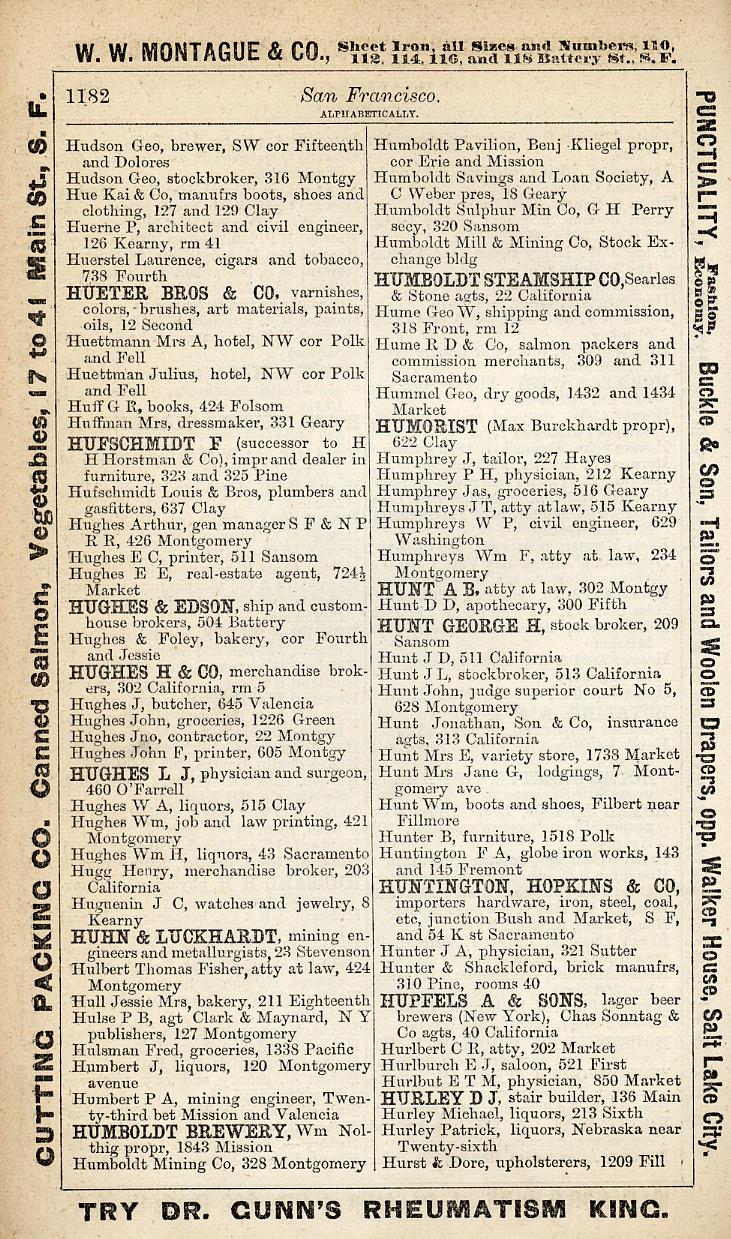 W. W. MONTAGUE & CO., Sheet Iron, all Sizes and Numbers, 110,
112, 114, 116, and 118 Battery St., S. F.
1182
San Francisco.
ALPHABETICALLY.
Hudson Geo, brewer, SW cor Fifteenth
and Dolores
Hudson Geo, stockbroker, 316 Montgy
Hue Kai & Co, manufrs boots, shoes and
clothing, 127 and 129 Clay
Huerne P, architect and civil engineer,
126 Kearny, rm 41
Huerstel Laurence, cigars and tobacco,
738 Fourth
HUETER BROS & CO. varnishes,
colors, brushes, art materials, paints,
oils, 12 Second
Huettmann Mrs A, hotel, NW cor Polk
and Fell
Huettman Julius, hotel, NW cor Polk
and Fell
Huff G R, books, 424 Folsom
Huffman Mrs, dressmaker, 331 Geary
HUFSCHMIDT F (successor to H
H Horstman & Co), impr and dealer in
furniture, 323 and 325 Pine
Hufschmidt Louis & Bros, plumbers and
gasfitters, 637 Clay
Hughes Arthur, gen manager S F & N P
R R, 426 Montgomery
Hughes E C, printer, 511 Sansom
Hughes E E, real-estate agent, 724½
Market
HUGHES & EDSON, ship and custom-
house brokers, 504 Battery
Hughes & Foley, bakery, cor Fourth
and Jessie
HUGHES H & CO, merchandise brok-
ers, 302 California, rm 5
Hughes J, butcher, 645 Valencia
Hughes John, groceries, 1226 Green
Hughes Jno, contractor, 22 Montgy
Hughes John F, printer, 605 Montgy
HUGHES L J, physician and surgeon,
460 O'Farrell
Hughes W A, liquors, 515 Clay
Hughes Wm, job and law printing, 421
Montgomery
Hughes Wm H, liquors, 43 Sacramento
Hugg Henry, merchandise broker, 203
California
Huguenin J C, watches and jewelry, 8
Kearny
HUHN & LUCKHARDT, mining en-
gineers and metallurgists, 23 Stevenson
Hulbert Thomas Fisher, atty at law, 424
Montgomery
Hull Jessie Mrs, bakery, 211 Eighteenth
Hulse P B, agt Clark & Maynard, N Y
publishers, 127 Montgomery
Hulsman Fred, groceries, 1338 Pacific
Humbert J, liquors, 120 Montgomery
avenue
Humbert P A, mining engineer, Twen-
ty-third bet Mission and Valencia
HUMBOLDT BREWERY, Wm Nol-
thig propr, 1843 Mission
Humboldt Mining Co, 328 Montgomery
Humboldt Pavilion, Benj Kliegel propr,
cor Erie and Mission
Humboldt Savings and Loan Society, A
C Weber pres, 18 Geary
Humboldt Sulphur Min Co, G H Perry
secy, 320 Sansom
Humboldt Mill & Mining Co, Stock Ex-
change bldg
HUMBOLDT STEAMSHIP CO, Searles
& Stone agts, 22 California
Hume Geo W, shipping and commission,
318 Front, rm 12
Hume R D & Co, salmon packers and
commission merchants, 309 and 311
Sacramento
Hummel Geo, dry goods, 1432 and 1434
Market
HUMORIST (Max Burckhardt propr),
622 Clay
Humphrey J, tailor, 227 Hayes
Humphrey P H, physician, 212 Kearny
Humphrey Jas, groceries, 516 Geary
Humphreys J T, atty at law, 515 Kearny
Humphreys W P, civil engineer, 629
Washington
Humphreys Wm F, atty at law, 234
Montgomery
HUNT A B, atty at law, 302 Montgy
Hunt D D, apothecary, 300 Fifth
HUNT GEORGE H, stock broker, 209
Sansom
Hunt J D, 511 California
Hunt J L, stockbroker, 513 California
Hunt John, judge superior court No 5,
628 Montgomery
Hunt Jonathan, Son & Co, insurance
agts, 313 California
Hunt Mrs E, variety store, 1738 Market
Hunt Mrs Jane G, lodgings, 7 Mont-
gomery ave
Hunt Wm, boots and shoes, Filbert near
Fillmore
Hunter B, furniture, 1518 Polk
Huntington F A, globe iron works, 143
and 145 Fremont
HUNTINGTON, HOPKINS & CO,
importers hardware, iron, steel, coal,
etc, junction Bush and Market, S F,
and 54 K st Sacramento
Hunter J A, physician, 321 Sutter
Hunter & Shackleford, brick manufrs,
310 Pine, rooms 40
HUPFELS A & SONS, lager beer
brewers (New York), Chas Sonntag &
Co agts, 40 California
Hurlbert C R, atty, 202 Market
Hurlburch E J, saloon, 521 First
Hurlbut E T M, physician, 850 Market
HURLEY D J, stair builder, 136 Main
Hurley Michael, liquors, 213 Sixth
Hurley Patrick, liquors, Nebraska near
Twenty-sixth
Hurst & Dore, upholsterers, 1209 Fill
CUTTING PACKING CO. Canned Salmon, Vegetables, 17 to 41 Main St., S. F.
PUNCTUALITY, Fashion, Economy. Buckle & Son, Tailors and Woolen Drapers, opp. Walker House, Salt Lake City.
TRY DR. GUNN'S RHEUMATISM KING.